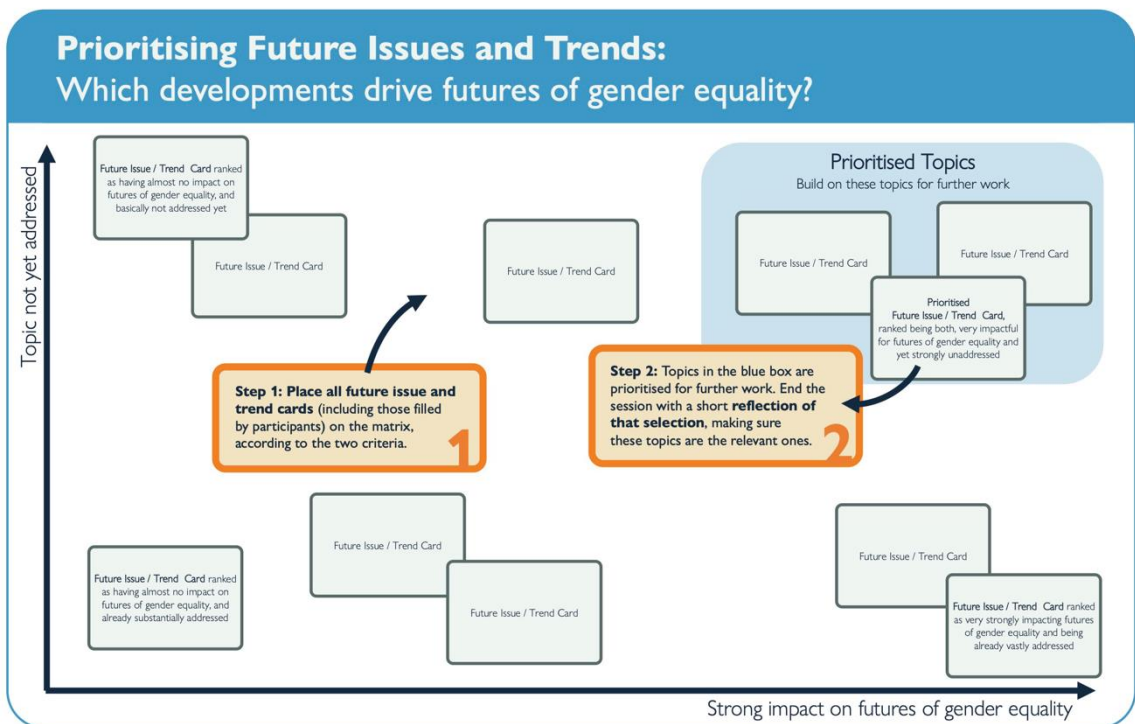 Prioritising Future Issues and Trends:
Which developments drive futures of gender equality?
Topic not yet addressed
Future Issue / Trend Card ranked
as having almost no impact on
futures of gender equality, and
basically not addressed yet
Future Issue / Trend Card
Future Issue / Trend Card
Prioritised Topics
Build on these topics for further work
Future Issue / Trend Card
Future Issue / Trend Card
Prioritised
Future Issue / Trend Card,
ranked being both, very impactful
for futures of gender equality and
yet strongly unaddressed
Step 1: Place all future issue and
trend cards (including those filled
by participants) on the matrix,
according to the two criteria.
1
Step 2: Topics in the blue box are
prioritised for further work. End the
session with a short reflection of
that selection, making sure
these topics are the relevant ones.
2
Future Issue / Trend Card ranked
as having almost no impact on
futures of gender equality, and
already substantially addressed
Future Issue / Trend Card
Future Issue / Trend Card
Future Issue / Trend Card
Future Issue / Trend Card ranked
as very strongly impacting futures
of gender equality and being
already vastly addressed
Strong impact on futures of gender equality